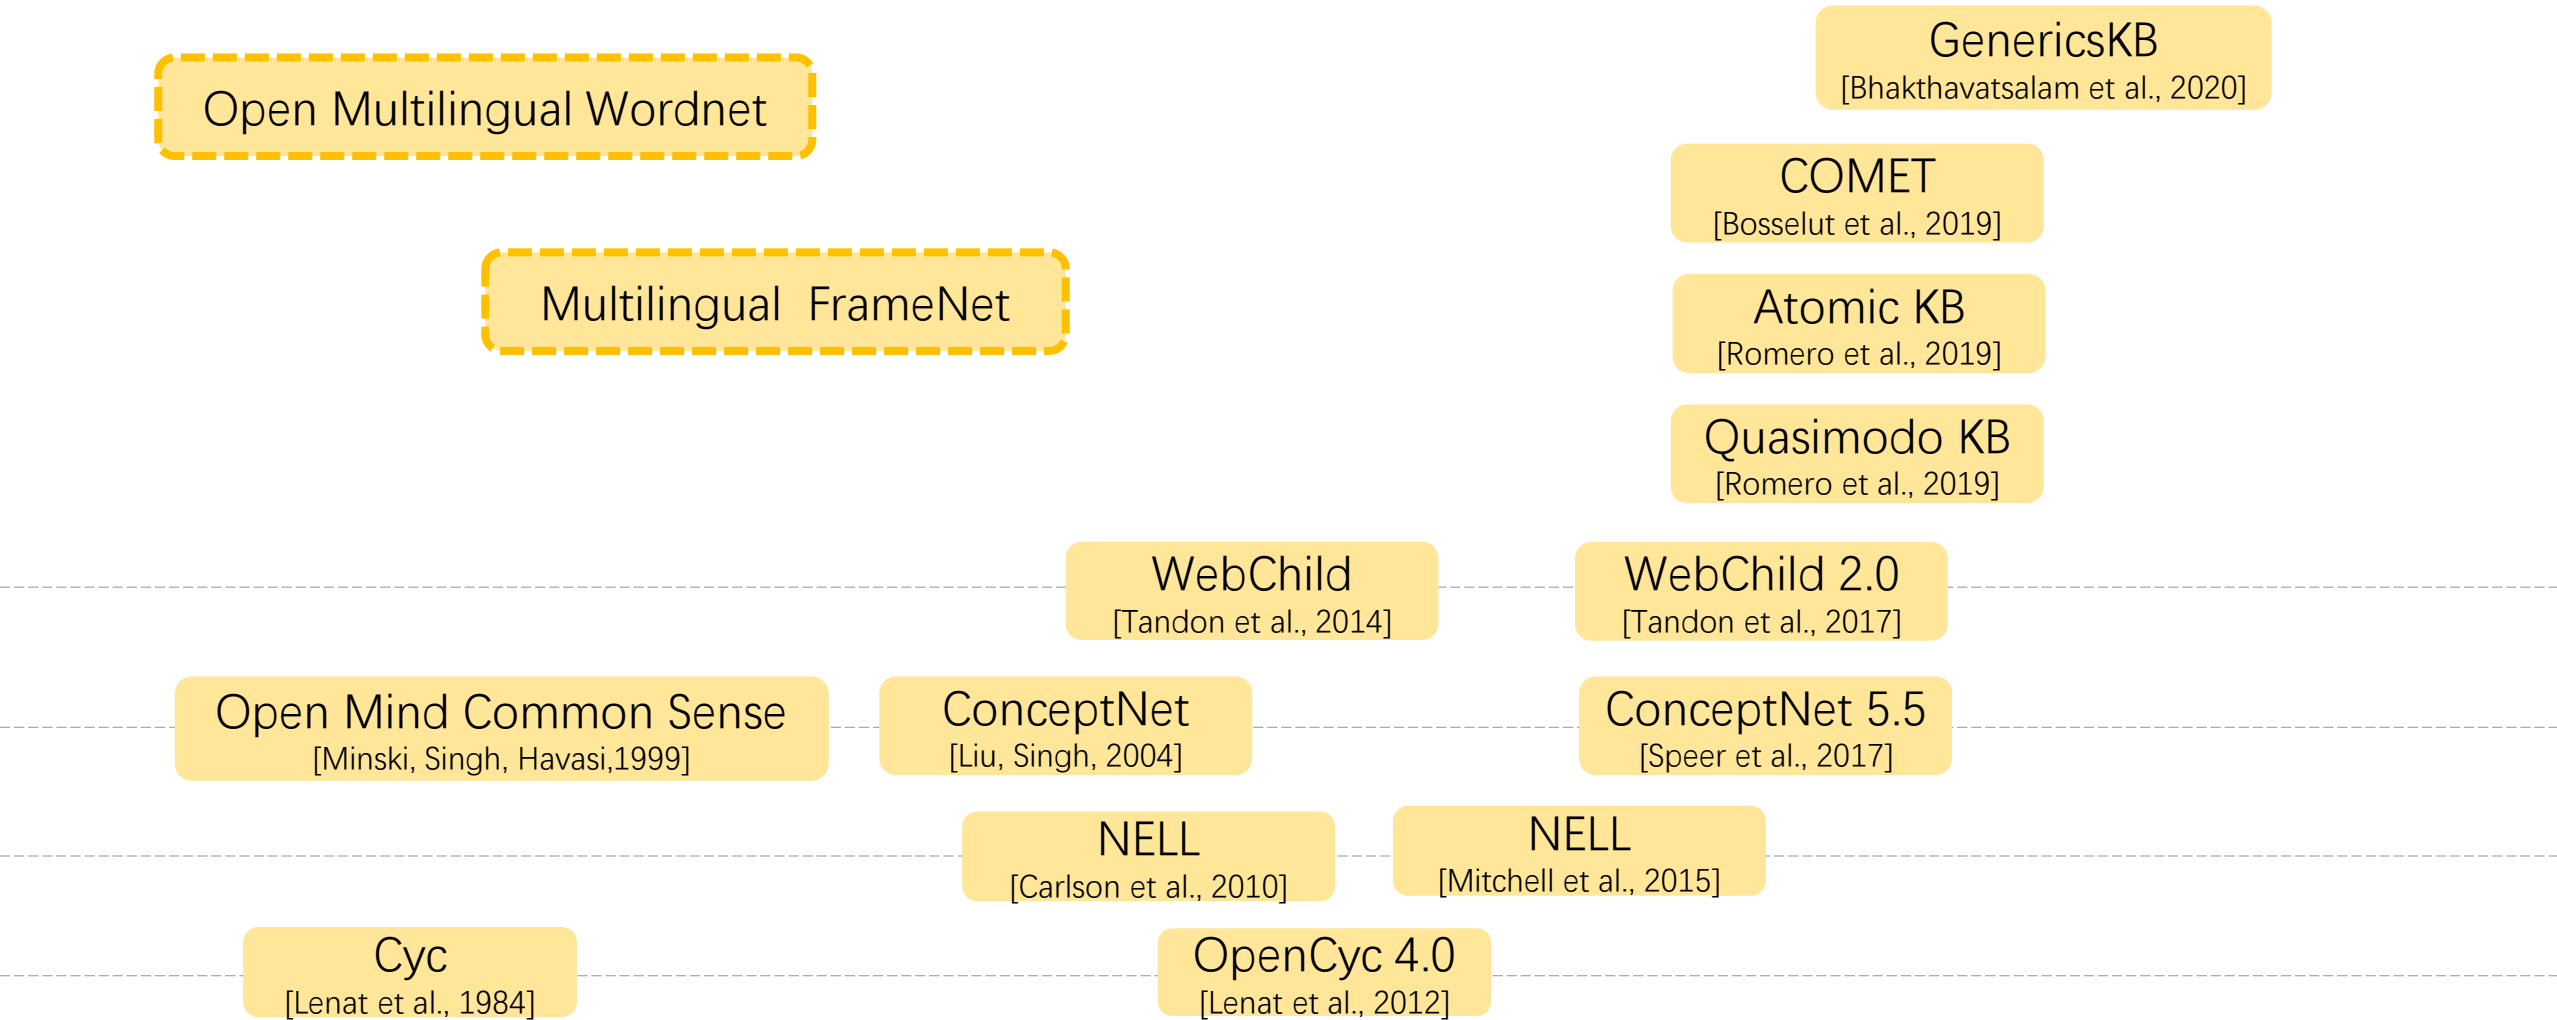 GenericsKB
[Bhakthavatsalam et al., 2020]
Open Multilingual Wordnet
COMET
[Bosselut et al., 2019]
Multilingual FrameNet
Atomic KB
[Romero et al., 2019]
Quasimodo KB
[Romero et al., 2019]
WebChild
[Tandon et al., 2014]
WebChild 2.0
[Tandon et al., 2017]
Open Mind Common Sense
[Minski, Singh, Havasi,1999]
ConceptNet
[Liu, Singh, 2004]
ConceptNet 5.5
[Speer et al., 2017]
NELL
[Carlson et al., 2010]
NELL
[Mitchell et al., 2015]
Cyc
[Lenat et al., 1984]
OpenCyc 4.0
[Lenat et al., 2012]